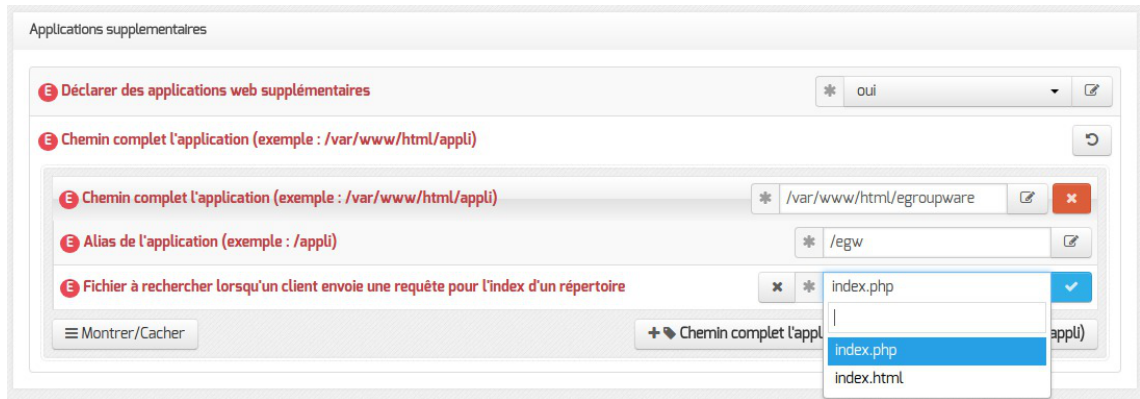 Applications supplementaires
E Déclarer des applications web supplémentaires oui
E Chemin complet l'application (exemple : /var/www/html/appli)
E Chemin complet l'application (exemple : /var/www/html/appli) /var/www/html/egroupware
E Alias de l'application (exemple : /appli) /egw
E Fichier à rechercher lorsqu'un client envoie une requête pour l'index d'un répertoire index.php
Montrer/Cacher Chemin complet l'appl appli)
index.php
index.html